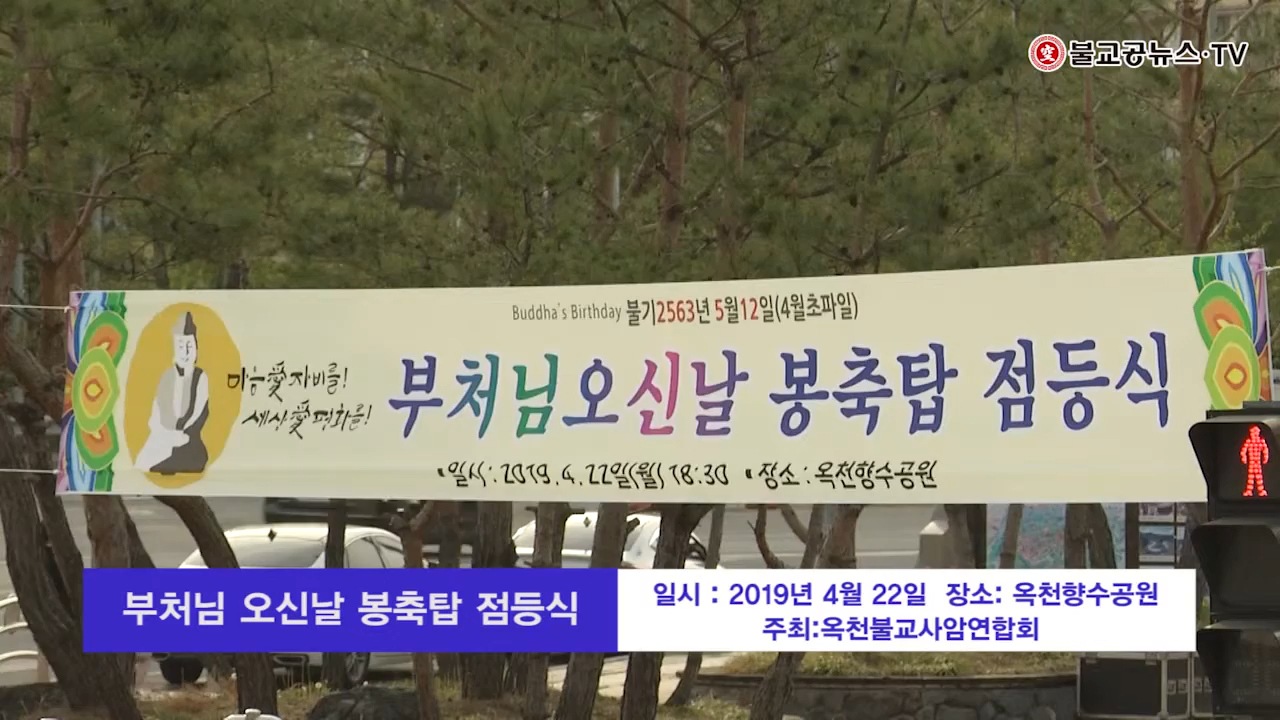 空 불교공뉴스·TV
Buddha's Birthday 불기2563년 5월12일(4월초파일)
마음愛자비를!
세상愛평화를!
부처님오신날 봉축탑 점등식
▪일시:2019.4.22일(월) 18:30 ▪장소:옥천향수공원
부처님 오신날 봉축탑 점등식
일시 : 2019년 4월 22일 장소: 옥천향수공원
주최:옥천불교사암연합회